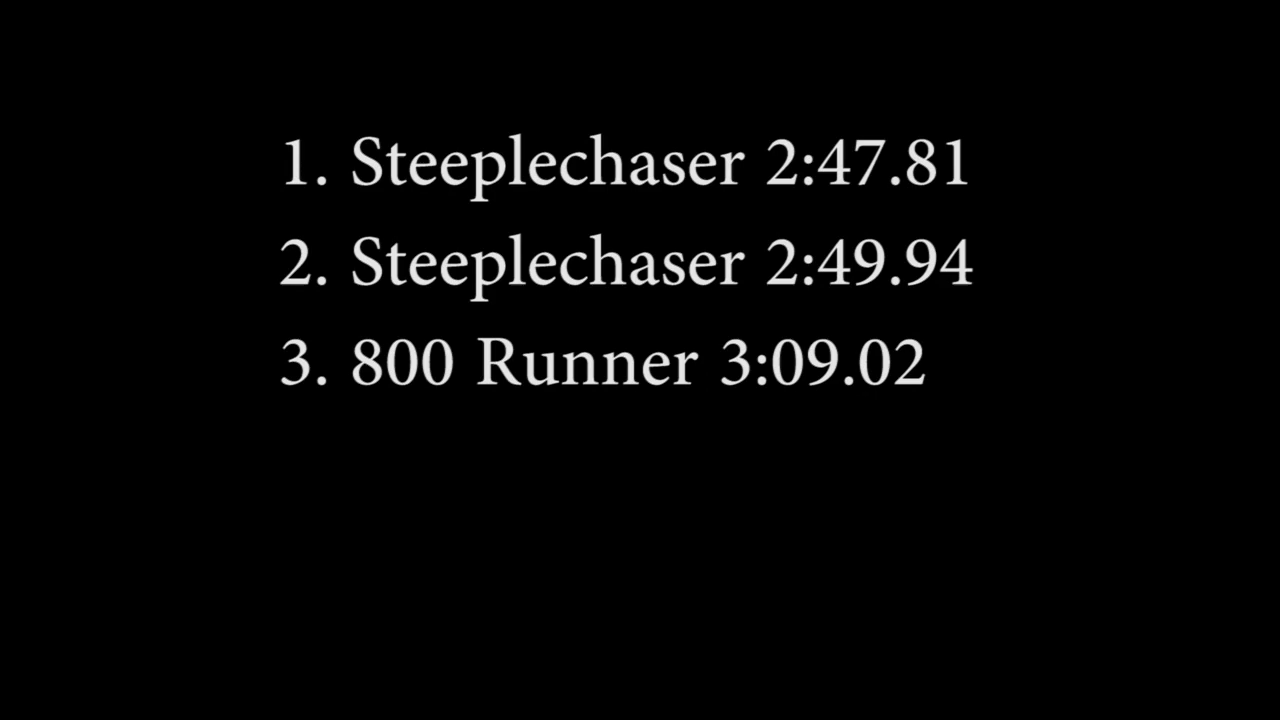 1. Steeplechaser 2:47.81
2. Steeplechaser 2:49.94
3. 800 Runner 3:09.02